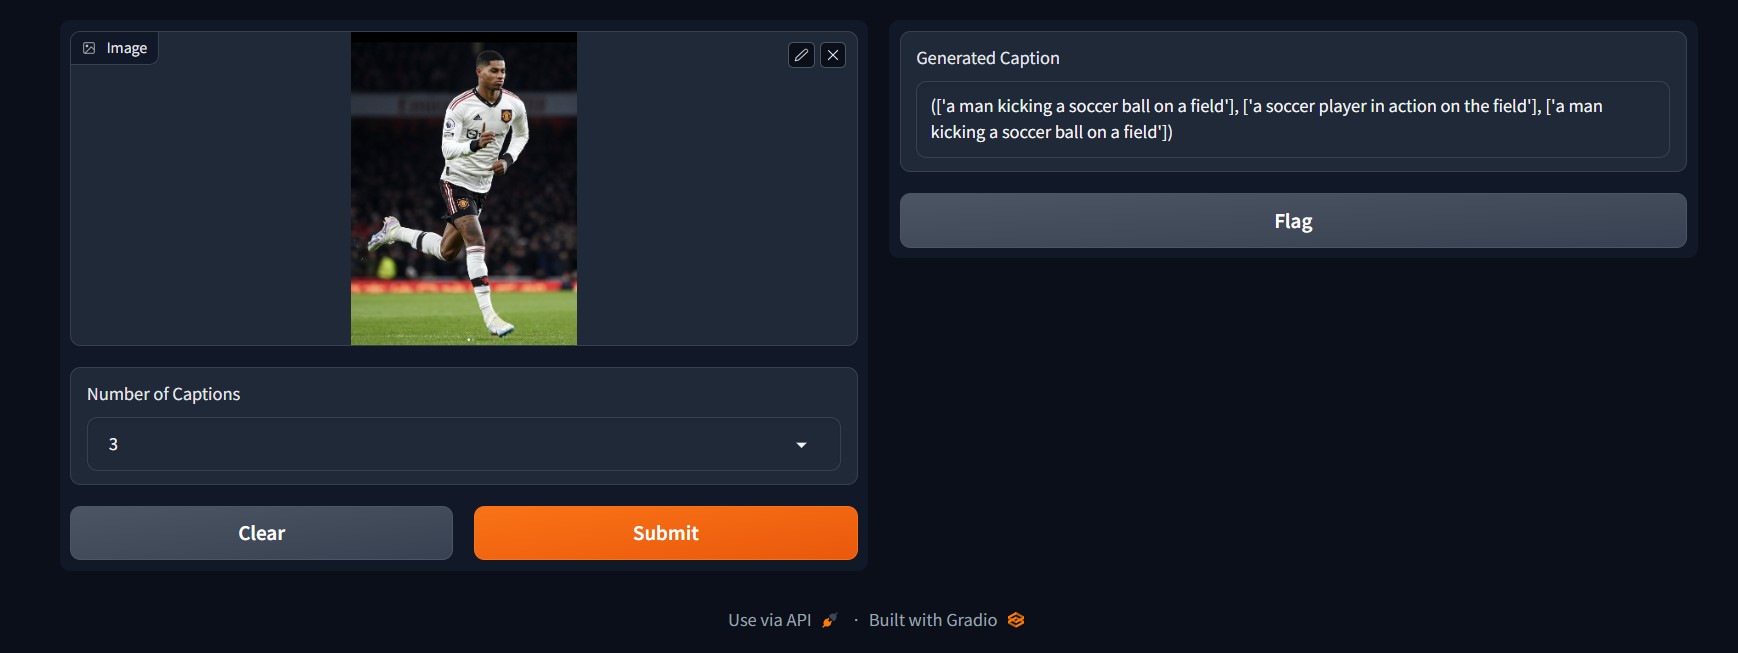 Image
Number of Captions
3
Clear
Submit
Generated Caption
(['a man kicking a soccer ball on a field'], ['a soccer player in action on the field'], ['a man
kicking a soccer ball on a field'])
Flag
Use via API · Built with Gradio